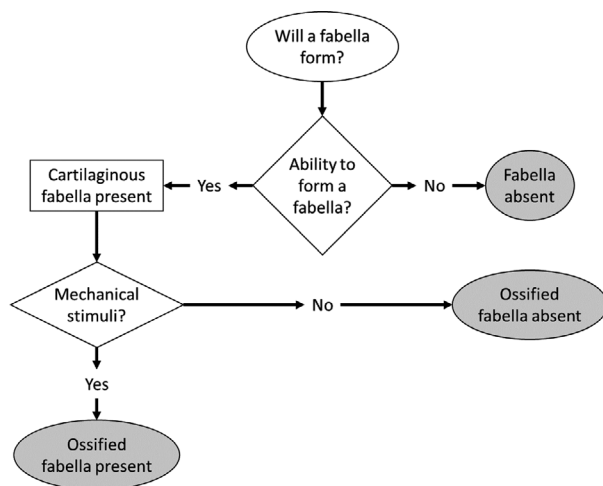 Will a fabella
form?
Ability to
form a
fabella?
Yes
No
Cartilaginous
fabella present
Fabella
absent
Mechanical
stimuli?
No
Ossified
fabella absent
Yes
Ossified
fabella present